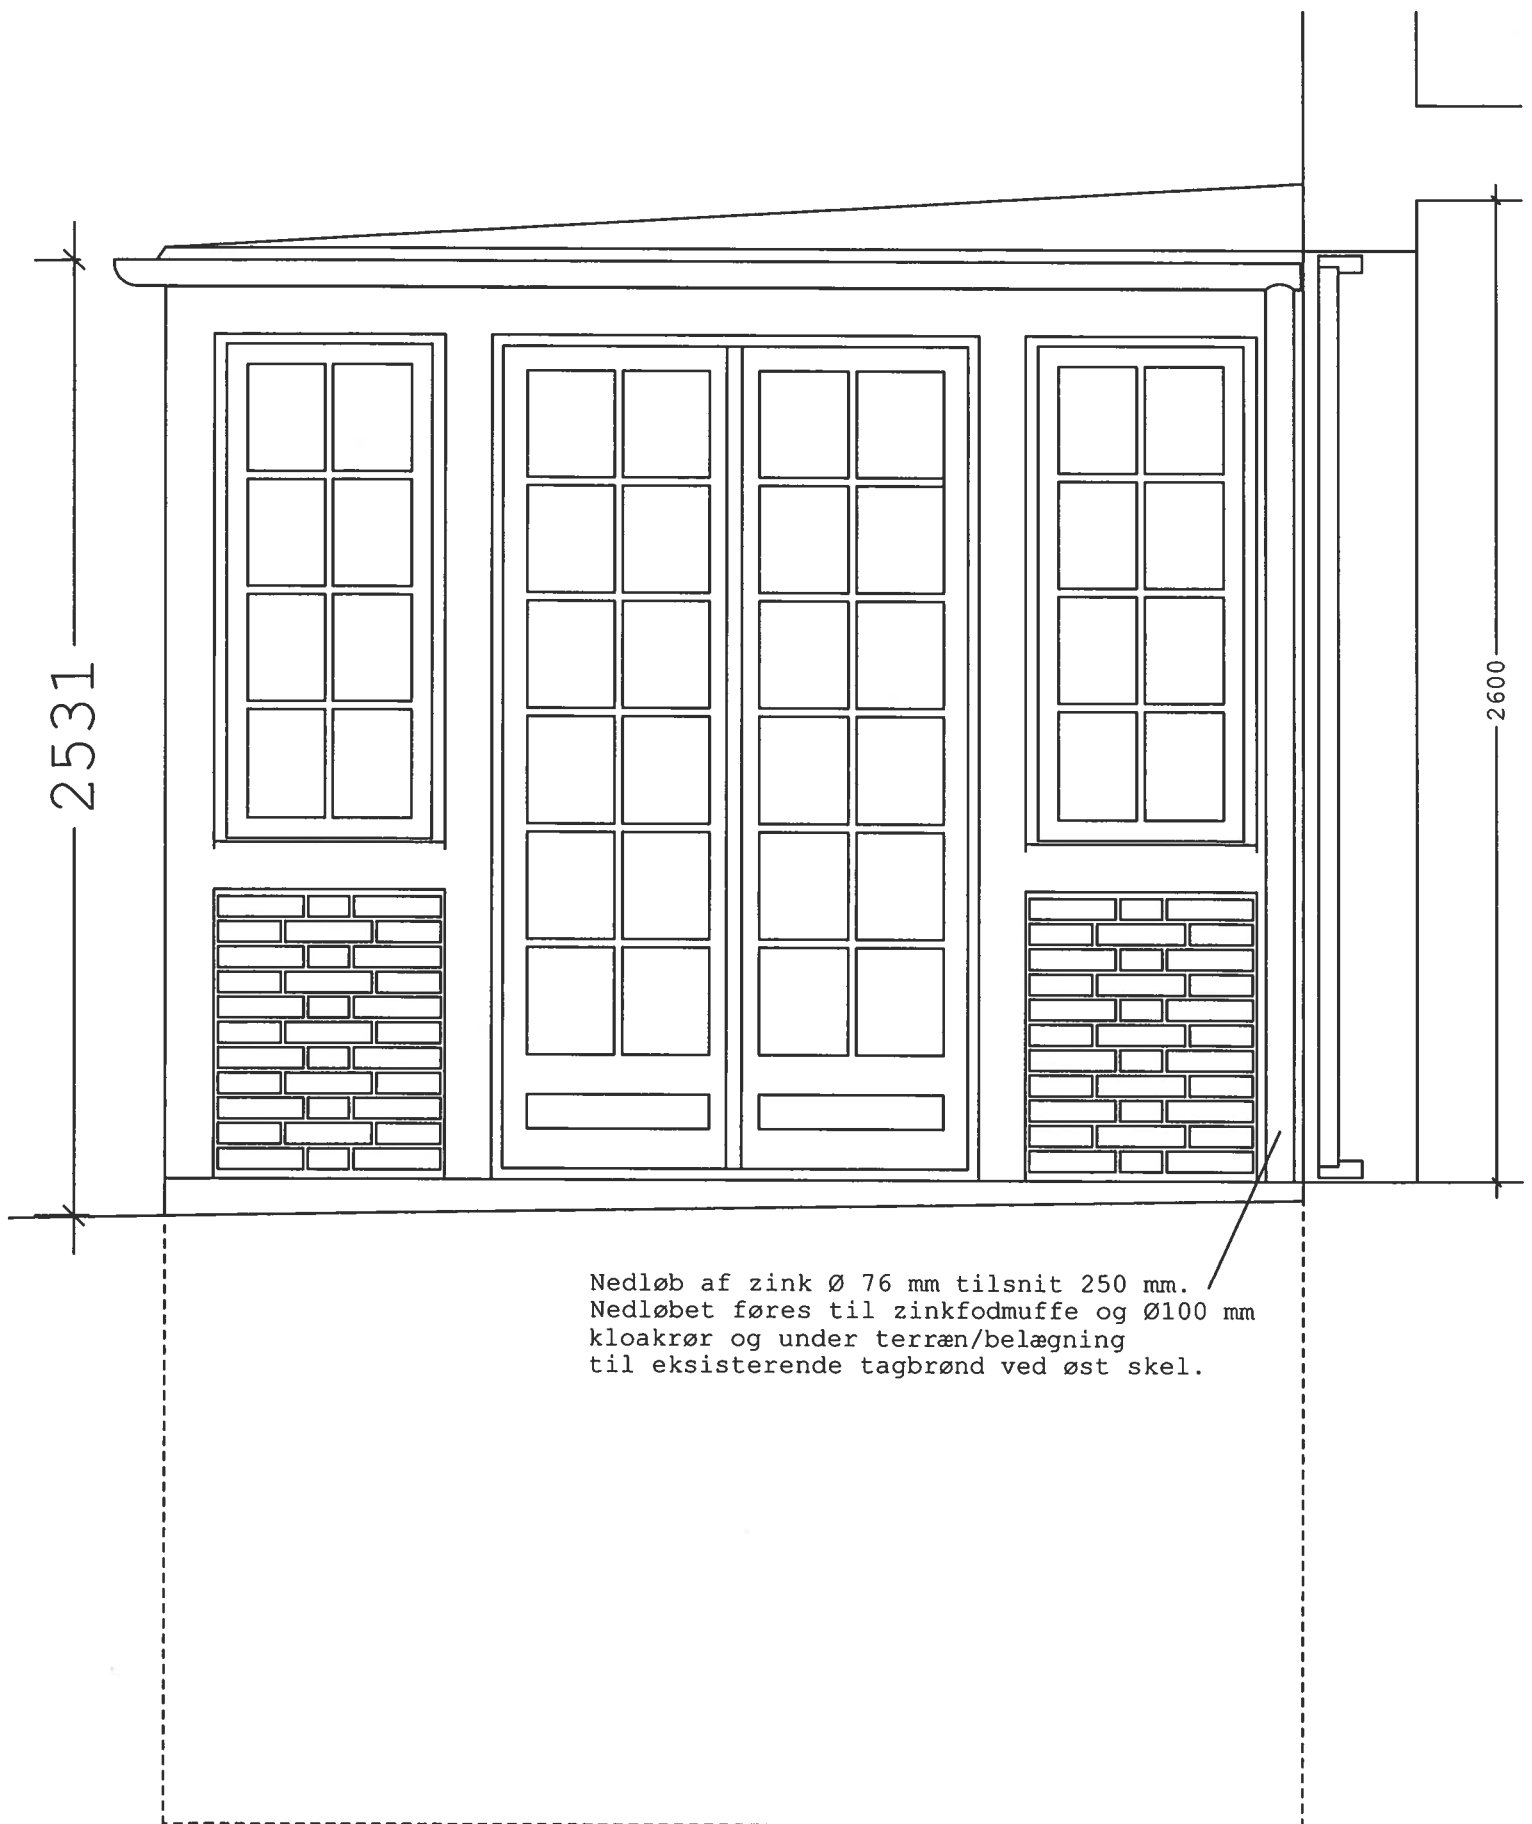 2531
2600
Nedløb af zink Ø 76 mm tilsnit 250 mm.
Nedløbet føres til zinkfodmuffe og Ø100 mm
kloakrør og under terræn/belægning
til eksisterende tagbrønd ved øst skel.